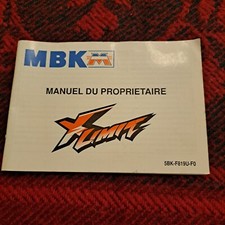 MBK
MANUEL DU PROPRIETAIRE
X-LIMIT
5BK-F819U-F0